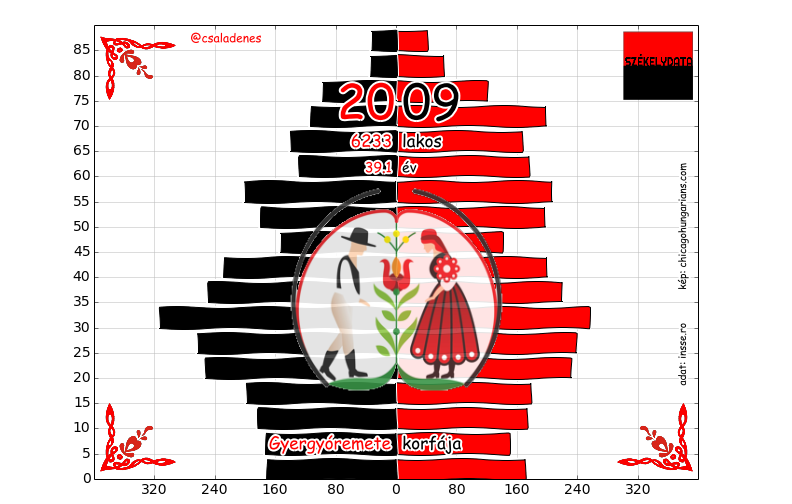 @csaladenes
SZÉKELYDATA
2009
6233 lakos
39.1 év
kép: chicagohungarians.com
adat: insse.ro
Gyergyóremete korfája
85
80
75
70
65
60
55
50
45
40
35
30
25
20
15
10
5
0
320 240 160 80 0 80 160 240 320